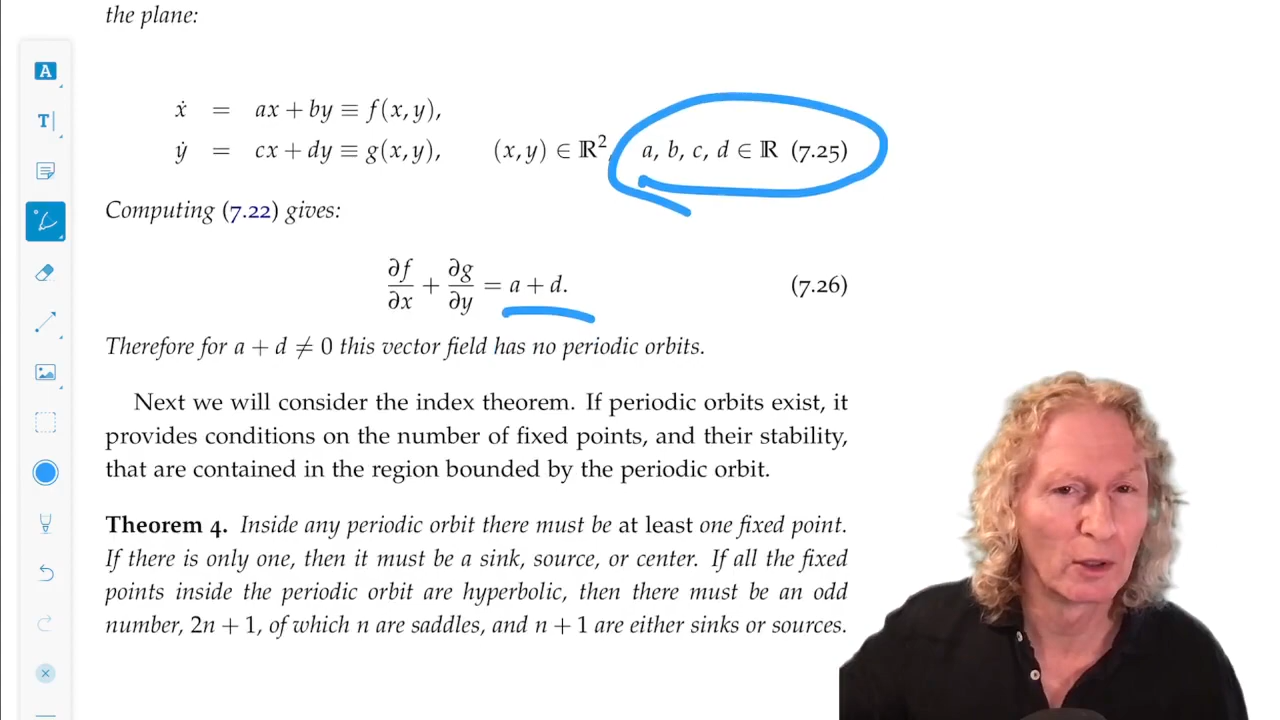 the plane:
ẋ = ax + by ≡ f(x, y),
ẏ = cx + dy ≡ g(x, y), (x, y) ∈ ℝ², a, b, c, d ∈ ℝ (7.25)
Computing (7.22) gives:
∂f/∂x + ∂g/∂y = a + d. (7.26)
Therefore for a + d ≠ 0 this vector field has no periodic orbits.
Next we will consider the index theorem. If periodic orbits exist, it
provides conditions on the number of fixed points, and their stability,
that are contained in the region bounded by the periodic orbit.
Theorem 4. Inside any periodic orbit there must be at least one fixed point.
If there is only one, then it must be a sink, source, or center. If all the fixed
points inside the periodic orbit are hyperbolic, then there must be an odd
number, 2n + 1, of which n are saddles, and n + 1 are either sinks or sources.
A
T